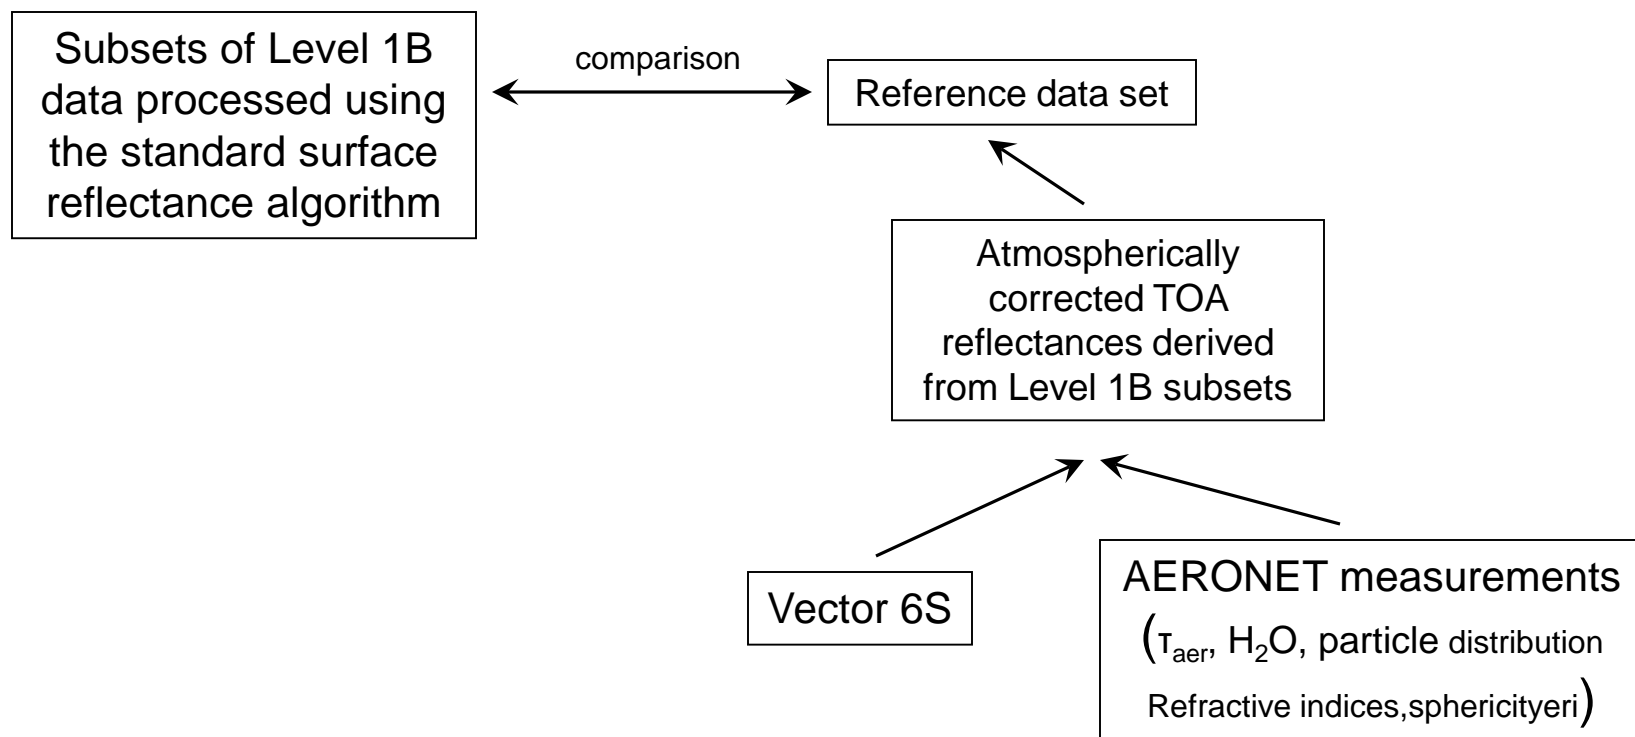 Subsets of Level 1B
data processed using
the standard surface
reflectance algorithm
comparison
Reference data set
Atmospherically
corrected TOA
reflectances derived
from Level 1B subsets
Vector 6S
AERONET measurements
(τaer, H2O, particle distribution
Refractive indices,sphericityeri)